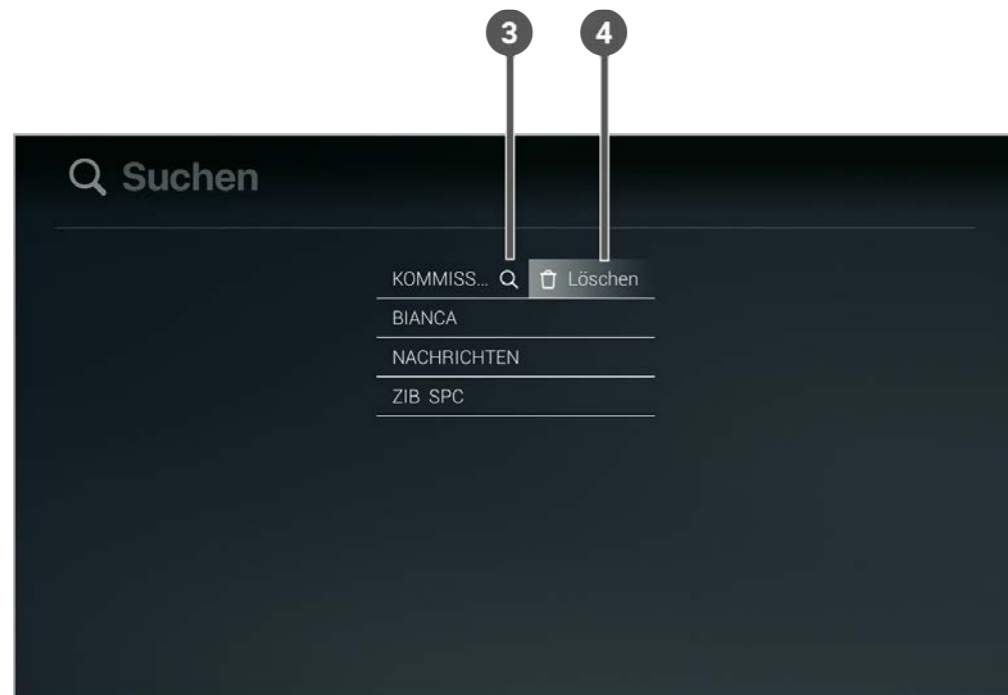 3 4
Suchen
KOMMISS... Löschen
BIANCA
NACHRICHTEN
ZIB SPC